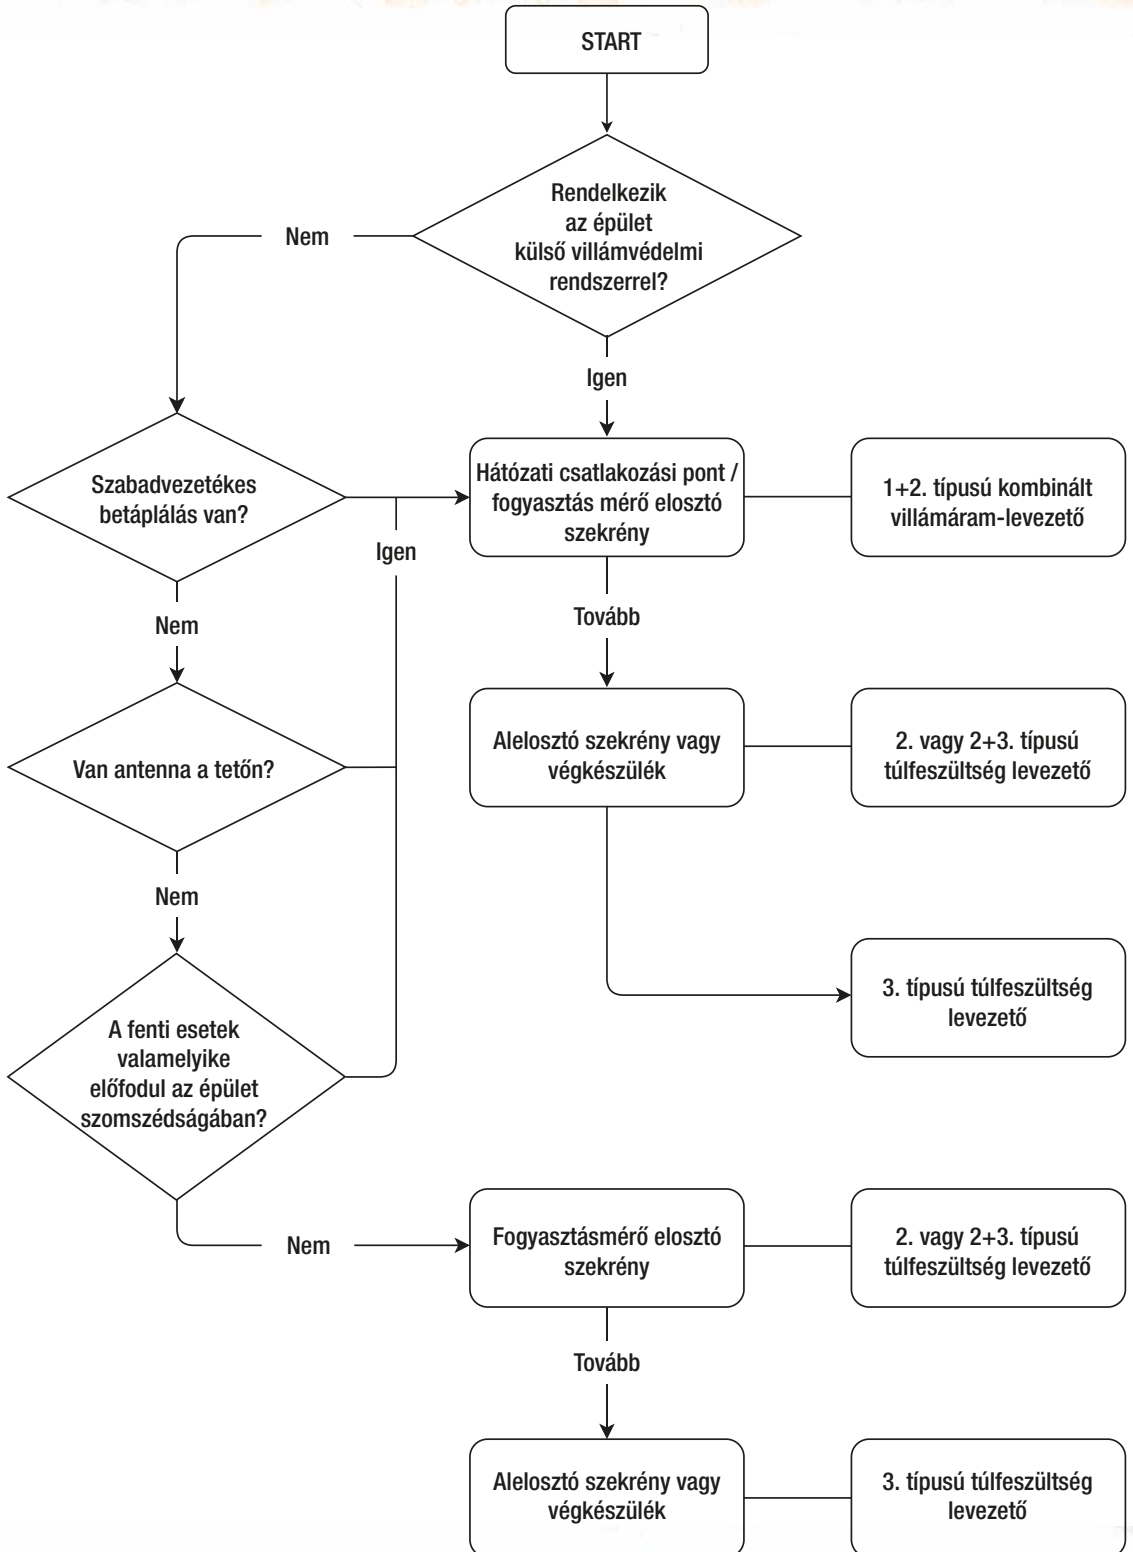 START
Rendelkezik
az épület
külső villámvédelmi
rendszerrel?
Nem
Igen
Szabadvezetékes
betáplálás van?
Igen
Hátózati csatlakozási pont /
fogyasztás mérő elosztó
szekrény
1+2. típusú kombinált
villámáram-levezető
Nem
Tovább
Van antenna a tetőn?
Alelosztó szekrény vagy
végkészülék
2. vagy 2+3. típusú
túlfeszültség levezető
Nem
3. típusú túlfeszültség
levezető
A fenti esetek
valamelyike
előfodul az épület
szomszédságában?
Nem
Fogyasztásmérő elosztó
szekrény
2. vagy 2+3. típusú
túlfeszültség levezető
Tovább
Alelosztó szekrény vagy
végkészülék
3. típusú túlfeszültség
levezető